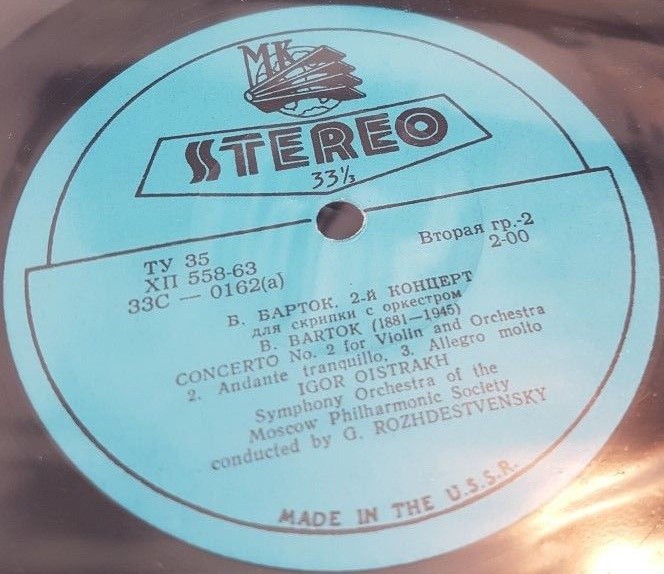 МК
STEREO
33⅓
ТУ 35
ХП 558-63
33С — 0162(а)
Вторая гр.-2
2-00
Б. БАРТОК. 2-й КОНЦЕРТ
для скрипки с оркестром
B. BARTOK (1881—1945)
CONCERTO No. 2 for Violin and Orchestra
2. Andante tranquillo, 3. Allegro molto
IGOR OISTRAKH
Symphony Orchestra of the
Moscow Philharmonic Society
conducted by G. ROZHDESTVENSKY
MADE IN THE U.S.S.R.